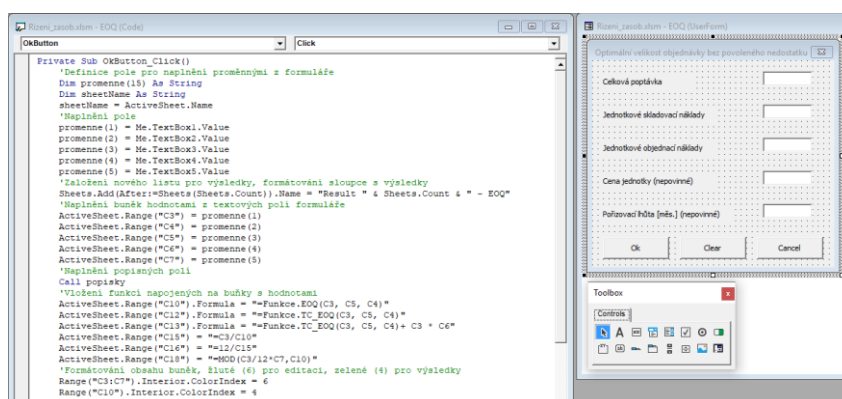 Rizeni_zasob.xlsm - EOQ (Code)
OkButton
Click
Private Sub OkButton_Click()
'Definice pole pro naplnění proměnnými z formuláře
Dim promenne(15) As String
Dim sheetName As String
sheetName = ActiveSheet.Name
'Naplnění pole
promenne(1) = Me.TextBox1.Value
promenne(2) = Me.TextBox2.Value
promenne(3) = Me.TextBox3.Value
promenne(4) = Me.TextBox4.Value
promenne(5) = Me.TextBox5.Value
'Založení nového listu pro výsledky, formátování sloupce s výsledky
Sheets.Add(After:=Sheets(Sheets.Count)).Name = "Result " & Sheets.Count & " - EOQ"
'Naplnění buněk hodnotami z textových polí formuláře
ActiveSheet.Range("C3") = promenne(1)
ActiveSheet.Range("C4") = promenne(2)
ActiveSheet.Range("C5") = promenne(3)
ActiveSheet.Range("C6") = promenne(4)
ActiveSheet.Range("C7") = promenne(5)
'Naplnění popisných polí
Call popisky
'Vložení funkcí napojených na buňky s hodnotami
ActiveSheet.Range("C10").Formula = "=Funkce.EOQ(C3, C5, C4)"
ActiveSheet.Range("C12").Formula = "=Funkce.TC_EOQ(C3, C5, C4)"
ActiveSheet.Range("C13").Formula = "=Funkce.TC_EOQ(C3, C5, C4)+ C3 * C6"
ActiveSheet.Range("C15") = "=C3/C10"
ActiveSheet.Range("C16") = "=12/C15"
ActiveSheet.Range("C18") = "=MOD(C3/12*C7,C10)"
'Formátování obsahu buněk, žluté (6) pro editaci, zelené (4) pro výsledky
Range("C3:C7").Interior.ColorIndex = 6
Range("C10").Interior.ColorIndex = 4
Rizeni_zasob.xlsm - EOQ (UserForm)
Optimální velikost objednávky bez povoleného nedostatku
Celková poptávka
Jednotkové skladovací náklady
Jednotkové objednací náklady
Cena jednotky (nepovinné)
Pořizovací lhůta [měs.] (nepovinné)
Ok
Clear
Cancel
Toolbox
Controls